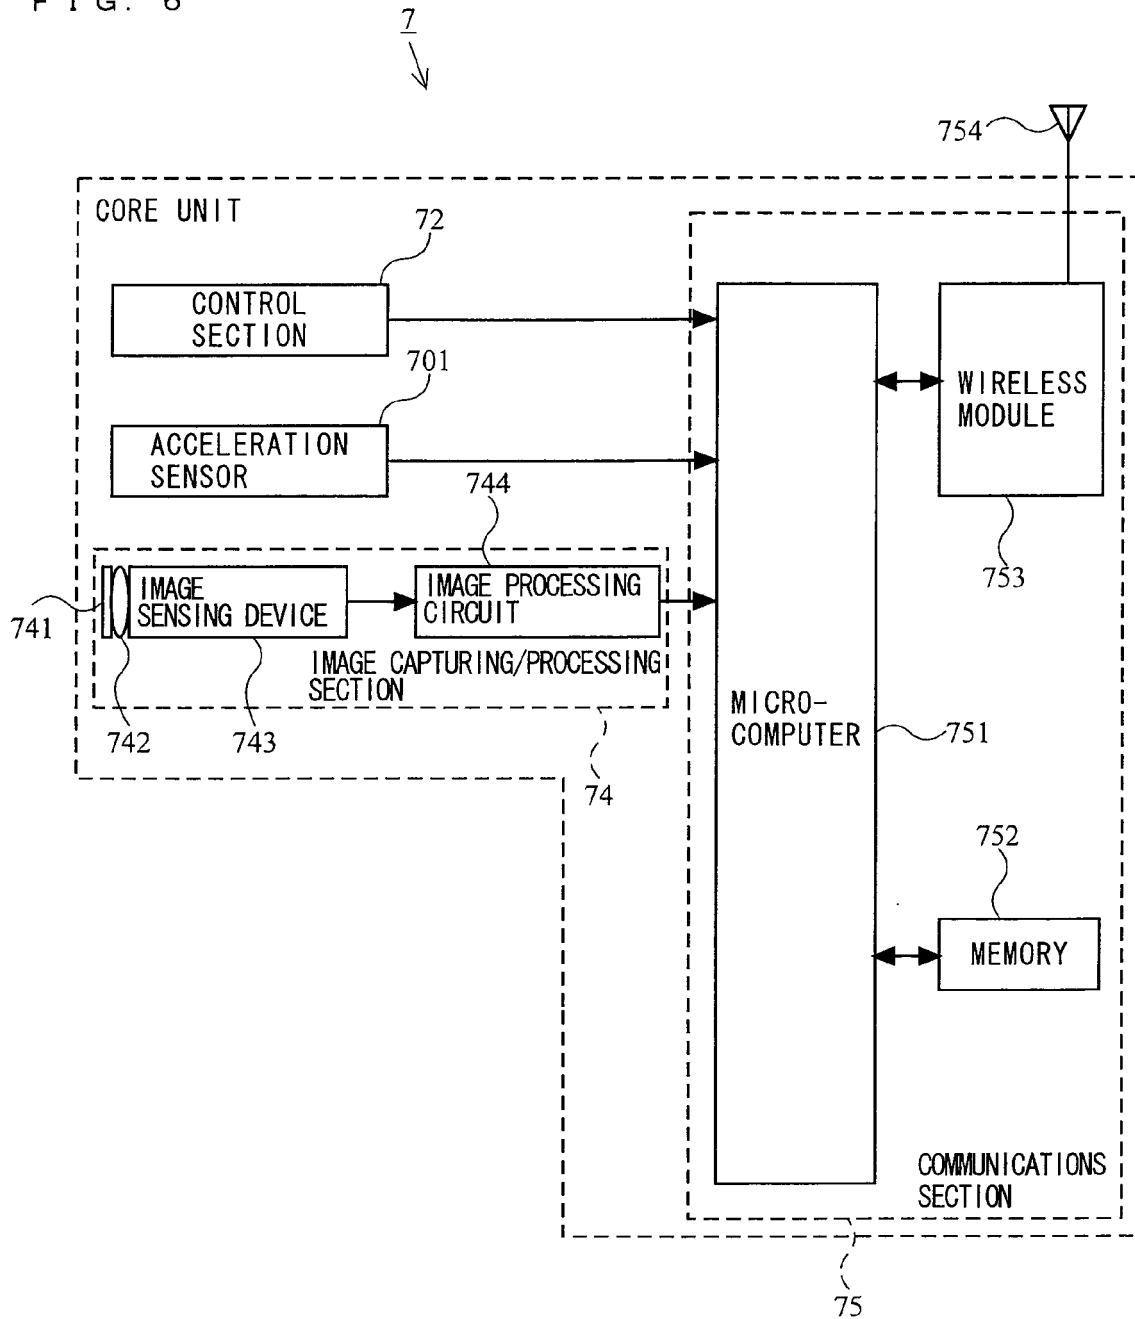 FIG. 6
7
754
CORE UNIT
72
CONTROL
SECTION
701
WIRELESS
MODULE
ACCELERATION
SENSOR
744
753
IMAGE
SENSING DEVICE
IMAGE PROCESSING
CIRCUIT
741
IMAGE CAPTURING/PROCESSING
SECTION
742
743
74
MICRO-
COMPUTER
751
752
MEMORY
COMMUNICATIONS
SECTION
75